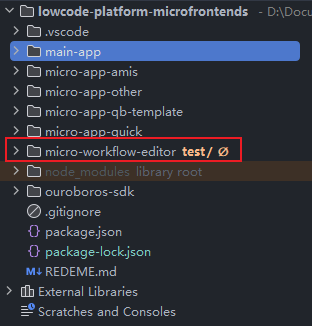 lowcode-platform-microfrontends – D:\Docu
.vscode
main-app
micro-app-amis
micro-app-other
micro-app-qb-template
micro-app-quick
micro-workflow-editor test/ Ø
node_modules library root
ouroboros-sdk
.gitignore
package.json
package-lock.json
REDEME.md
External Libraries
Scratches and Consoles